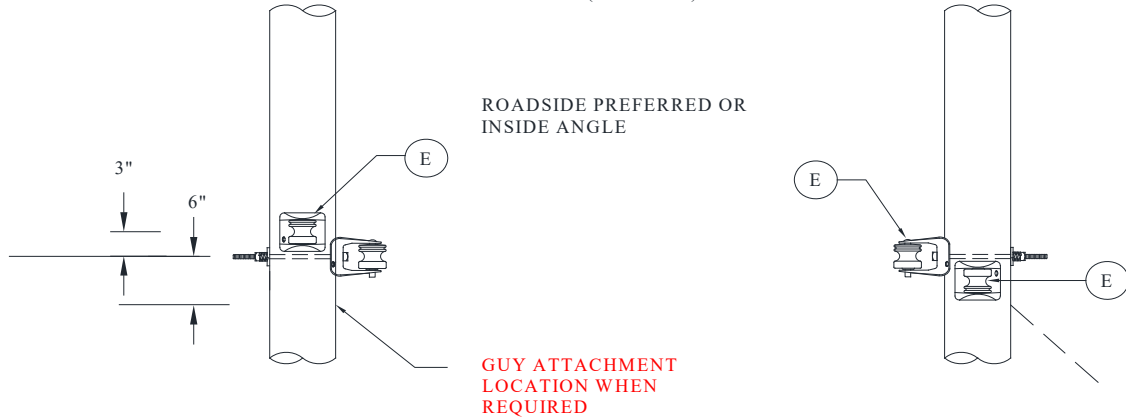 ROADSIDE PREFERRED OR
INSIDE ANGLE
E
3"
E
6"
E
GUY ATTACHMENT
LOCATION WHEN
REQUIRED